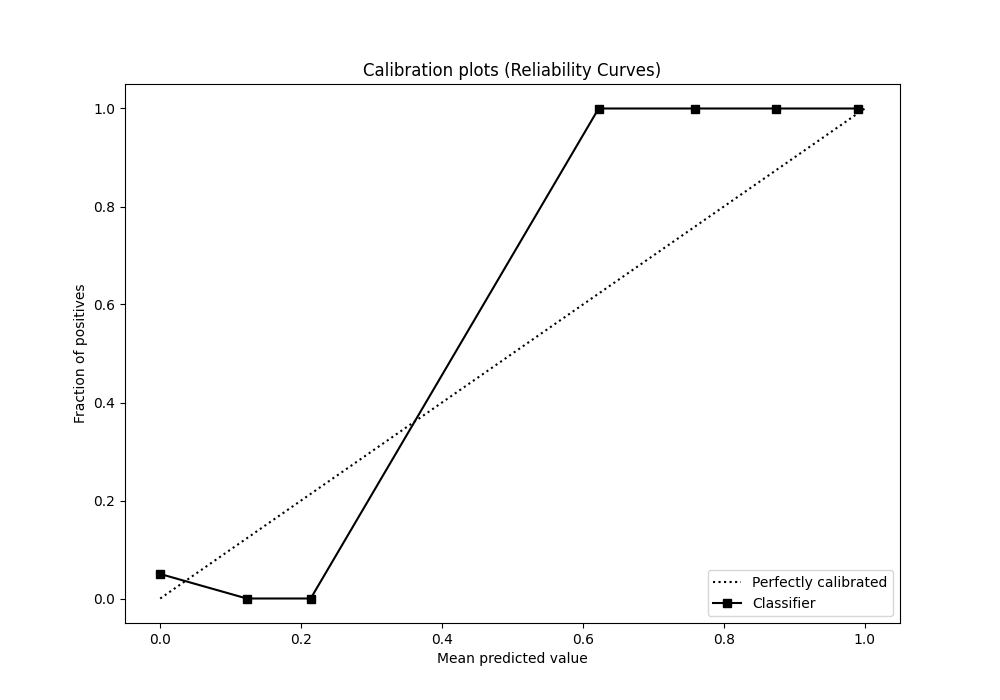 Calibration plots (Reliability Curves)
1.0
0.8
0.6
0.4
0.2
0.0
Fraction of positives
0.0 0.2 0.4 0.6 0.8 1.0
Mean predicted value
Perfectly calibrated
Classifier